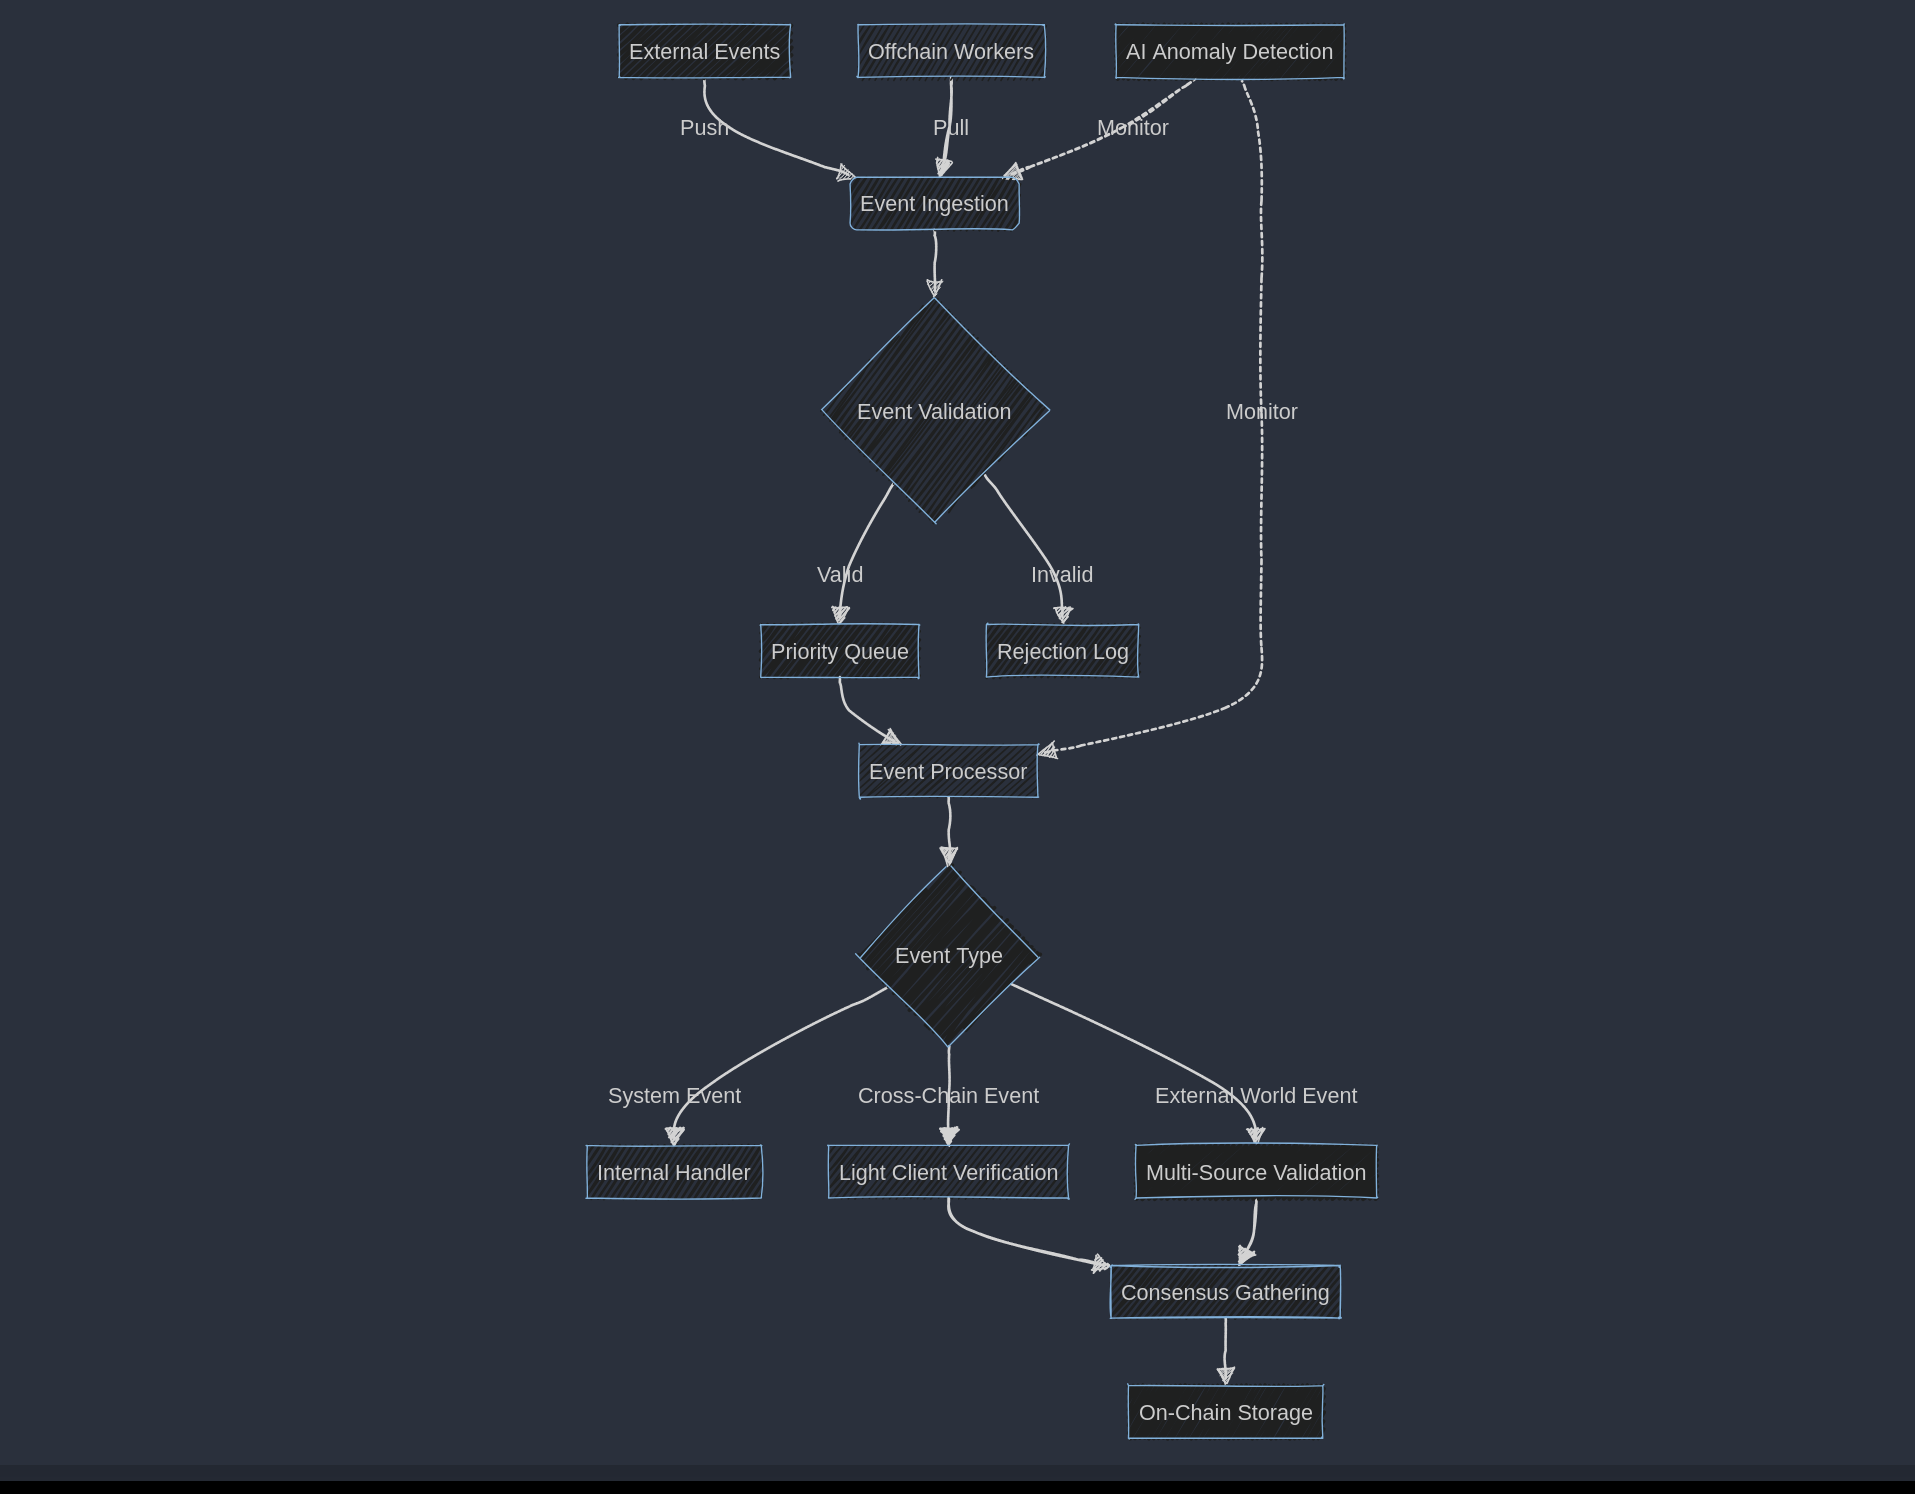 External Events
Offchain Workers
AI Anomaly Detection
Push
Pull
Monitor
Event Ingestion
Event Validation
Monitor
Valid
Invalid
Priority Queue
Rejection Log
Event Processor
Event Type
System Event
Cross-Chain Event
External World Event
Internal Handler
Light Client Verification
Multi-Source Validation
Consensus Gathering
On-Chain Storage